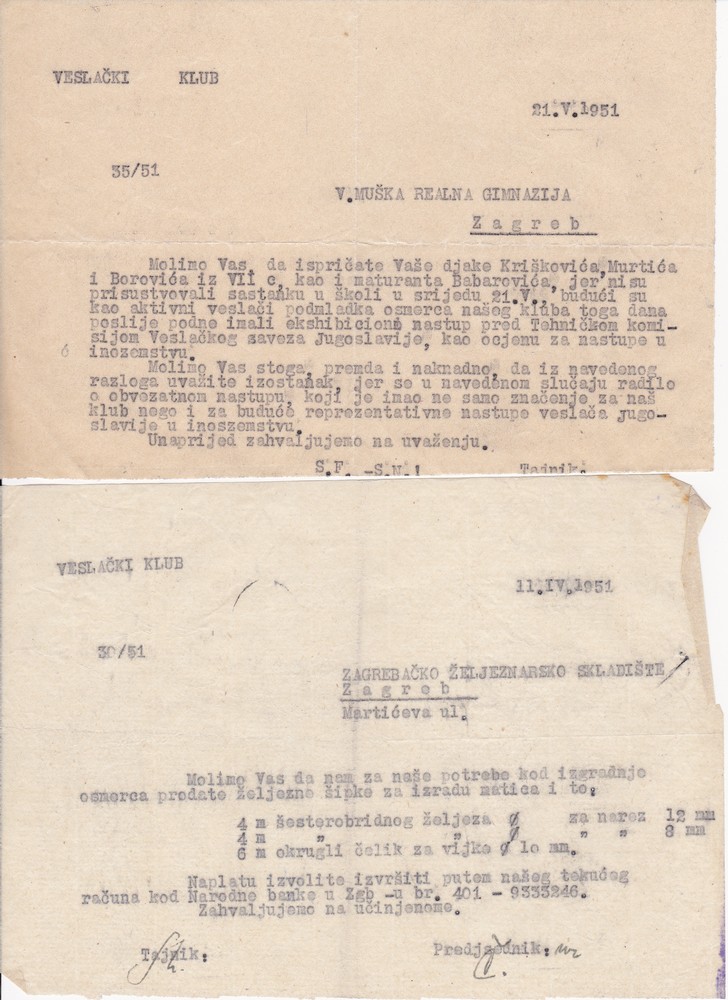 VESLAČKI KLUB
21.V.1951
35/51
V.MUŠKA REALNA GIMNAZIJA
Zagreb
Molimo Vas, da ispričate Vaše djake Kriškovića,Murtića
i Borovića iz VII c, kao i maturanta Babarovića, jer nisu
prisustvovali sastanku u školi u srijedu 21.V., budući su
kao aktivni veslači podmladka osmerca našeg kluba toga dana
poslije podne imali ekshibicioni nastup pred Tehničkom komi-
sijom Veslačkog saveza Jugoslavije, kao ocjenu za nastupe u
inozemstvu.
Molimo Vas stoga, premda i naknadno, da iz navedenog
razloga uvažite izostanak, jer se u navedenom slučaju radilo
o obvezatnom nastupu, koji je imao ne samo značenje za naš
klub nego i za buduće reprezentativne nastupe veslača jugo-
slavije u inoszemstvu.
Unaprijed zahvaljujemo na uvaženju.
S.F. -S.N.! Tajnik:
VESLAČKI KLUB
11.IV.1951
30/51
ZAGREBAČKO ŽELJEZNARSKO SKLADIŠTE
Zagreb
Martićeva ul.
Molimo Vas da nam za naše potrebe kod izgradnje
osmerca prodate željezne šipke za izradu matica i to:
4 m šesterobridnog željeza ø za narez 12 mm
4 m " " ø " " 8 mm
6 m okrugli čelik za vijke ø lo mm.
Naplatu izvolite izvršiti putem našeg tekućeg
računa kod Narodne banke u Zgb -u br. 401 - 9333246.
Zahvaljujemo na učinjenome.
Tajnik: Predjsednik: